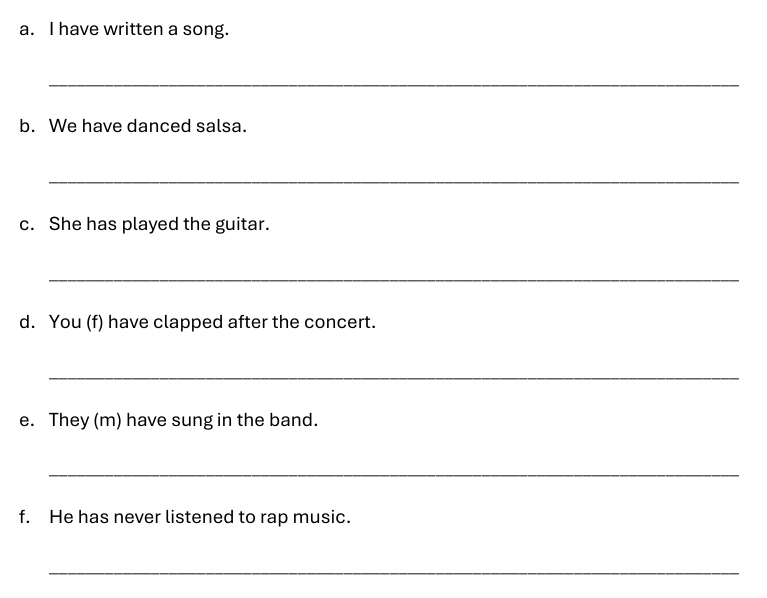 a. I have written a song.
b. We have danced salsa.
c. She has played the guitar.
d. You (f) have clapped after the concert.
e. They (m) have sung in the band.
f. He has never listened to rap music.